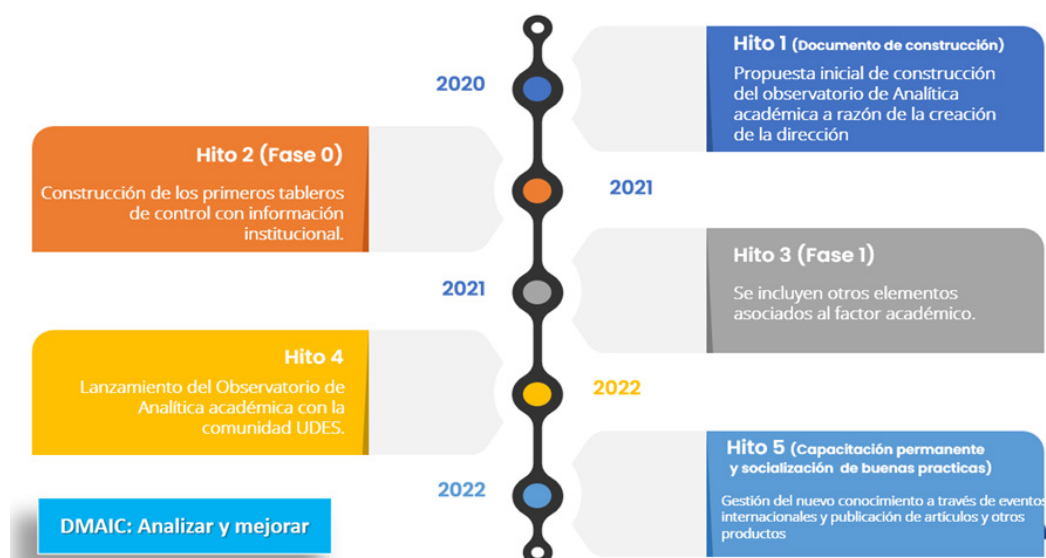 Hito 1 (Documento de construcción)
2020
Propuesta inicial de construcción
del observatorio de Analítica
académica a razón de la creación
de la dirección
Hito 2 (Fase 0)
Construcción de los primeros tableros
de control con información
institucional.
2021
Hito 3 (Fase 1)
2021
Se incluyen otros elementos
asociados al factor académico.
Hito 4
Lanzamiento del Observatorio de
Analítica académica con la
comunidad UDES.
2022
Hito 5 (Capacitación permanente
y socialización de buenas practicas)
2022
Gestión del nuevo conocimiento a través de eventos
internacionales y publicación de artículos y otros
productos
DMAIC: Analizar y mejorar